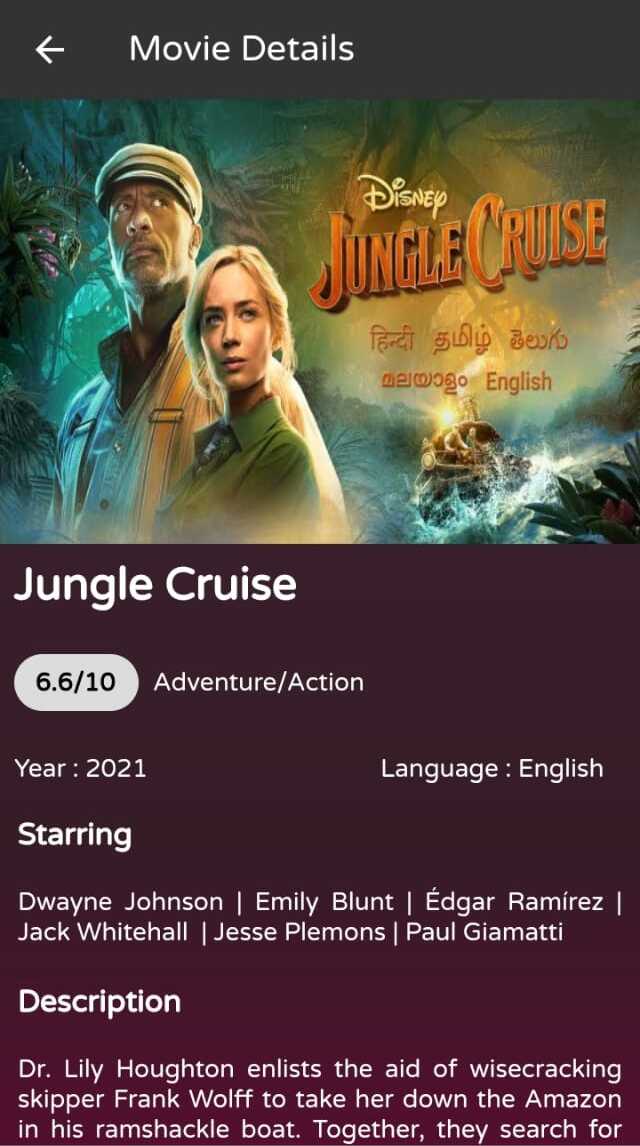 Movie Details
Disney
JUNGLE CRUISE
हिन्दी தமிழ் తెలుగు
മലയാളം English
Jungle Cruise
6.6/10 Adventure/Action
Year : 2021 Language : English
Starring
Dwayne Johnson | Emily Blunt | Édgar Ramírez |
Jack Whitehall | Jesse Plemons | Paul Giamatti
Description
Dr. Lily Houghton enlists the aid of wisecracking
skipper Frank Wolff to take her down the Amazon
in his ramshackle boat. Together, they search for